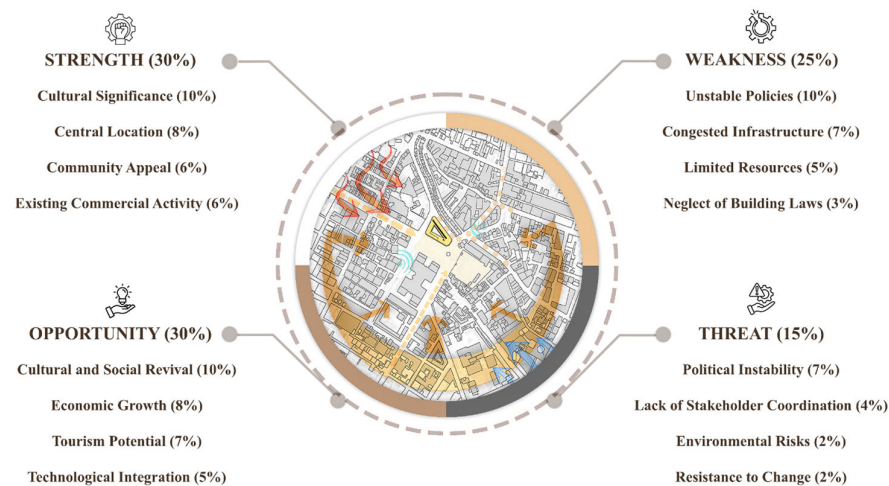 STRENGTH (30%)
Cultural Significance (10%)
Central Location (8%)
Community Appeal (6%)
Existing Commercial Activity (6%)
WEAKNESS (25%)
Unstable Policies (10%)
Congested Infrastructure (7%)
Limited Resources (5%)
Neglect of Building Laws (3%)
OPPORTUNITY (30%)
Cultural and Social Revival (10%)
Economic Growth (8%)
Tourism Potential (7%)
Technological Integration (5%)
THREAT (15%)
Political Instability (7%)
Lack of Stakeholder Coordination (4%)
Environmental Risks (2%)
Resistance to Change (2%)